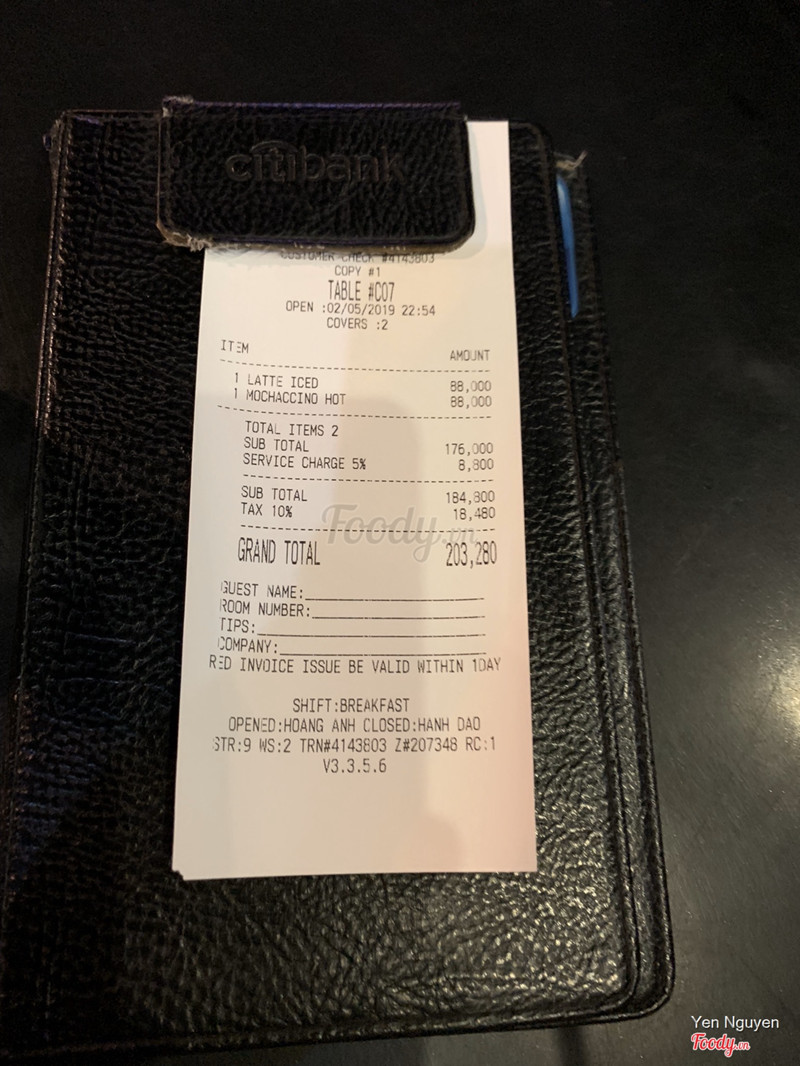 citibank
CUSTOMER CHECK #4143803
COPY #1
TABLE #C07
OPEN :02/05/2019 22:54
COVERS :2
ITEM AMOUNT
1 LATTE ICED 88,000
1 MOCHACCINO HOT 88,000
TOTAL ITEMS 2
SUB TOTAL 176,000
SERVICE CHARGE 5% 8,800
SUB TOTAL 184,800
TAX 10% 18,480
Foody.vn
GRAND TOTAL 203,280
GUEST NAME:
ROOM NUMBER:
TIPS:
COMPANY:
RED INVOICE ISSUE BE VALID WITHIN 1DAY
SHIFT:BREAKFAST
OPENED:HOANG ANH CLOSED:HANH DAO
STR:9 WS:2 TRN#4143803 Z#207348 RC:1
V3.3.5.6
Yen Nguyen
Foody.vn